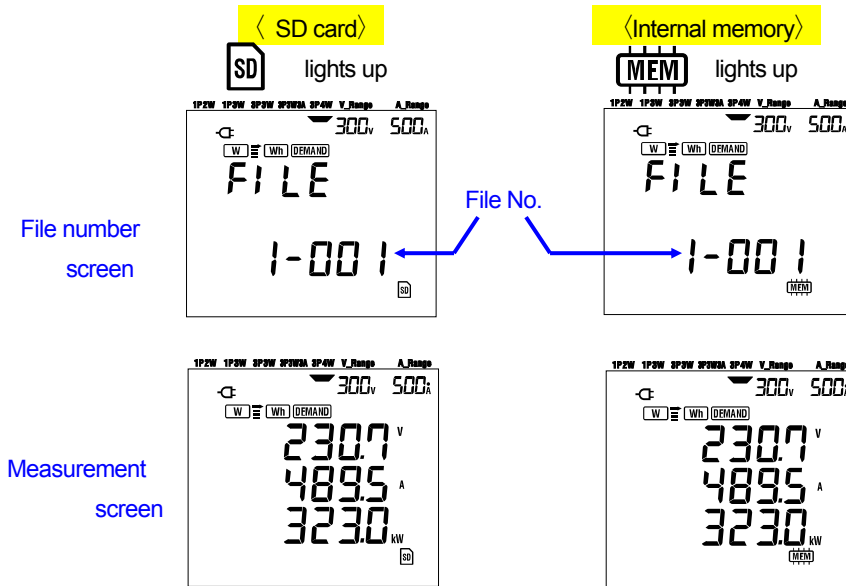 〈 SD card〉 〈Internal memory〉
SD lights up MEM lights up
1P2W 1P3W 3P3W 3P3W3A 3P4W V_Range A_Range 1P2W 1P3W 3P3W 3P3W3A 3P4W V_Range A_Range
300V 500A 300V 500A
W Wh DEMAND W Wh DEMAND
FILE FILE
File No.
File number
screen
1-001 1-001
SD MEM
1P2W 1P3W 3P3W 3P3W3A 3P4W V_Range A_Range 1P2W 1P3W 3P3W 3P3W3A 3P4W V_Range A_Range
300V 500A 300V 500A
W Wh DEMAND W Wh DEMAND
230.7 V 230.7 V
Measurement
489.5 A 489.5 A
screen
323.0 kW 323.0 kW
SD MEM